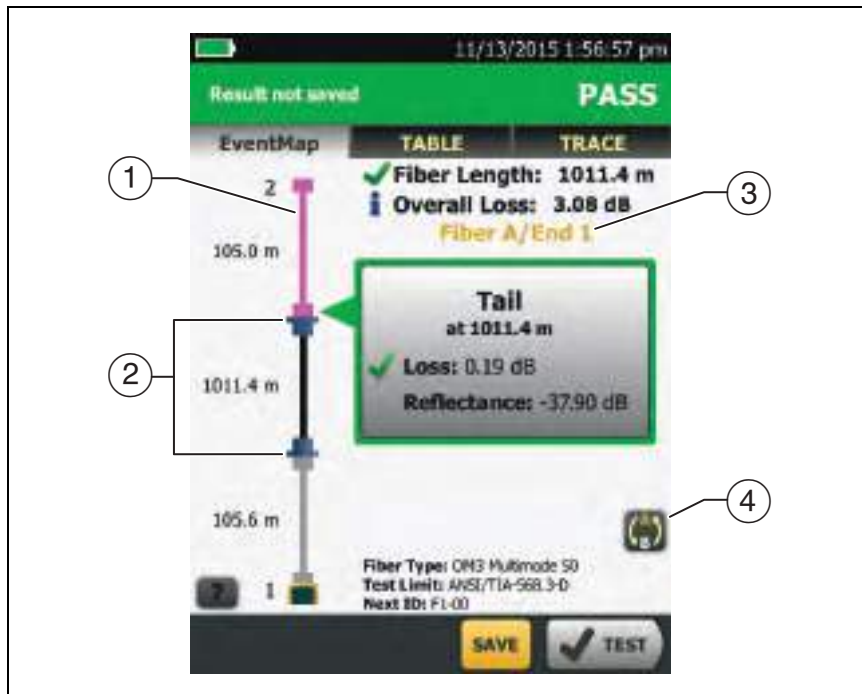 11/13/2015 1:56:57 pm
Result not saved PASS
EventMap TABLE TRACE
1
2
Fiber Length: 1011.4 m
i Overall Loss: 3.08 dB
3
Fiber A/End 1
105.0 m
Tail
at 1011.4 m
2
Loss: 0.19 dB
1011.4 m
Reflectance: -37.90 dB
4
105.6 m
Fiber Type: OM3 Multimode 50
Test Limit: ANSI/TIA-568.3-D
? 1
Next ID: F1-00
SAVE TEST